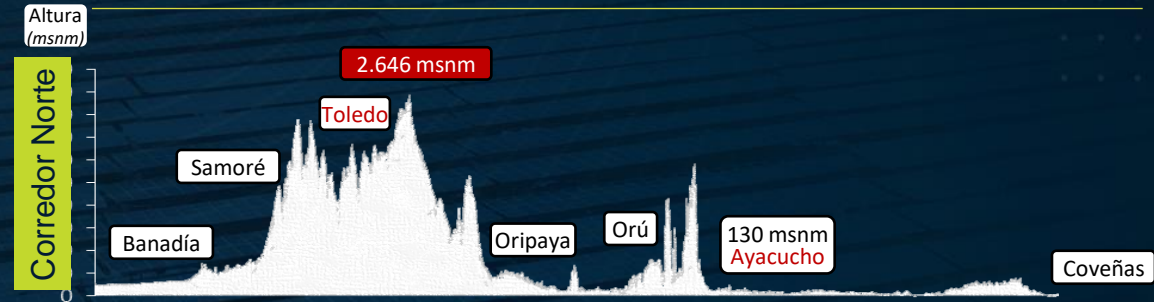 Altura
(msnm)
Corredor Norte
2.646 msnm
Toledo
Samoré
Banadía
Oripaya
Orú
130 msnm
Ayacucho
Coveñas
0